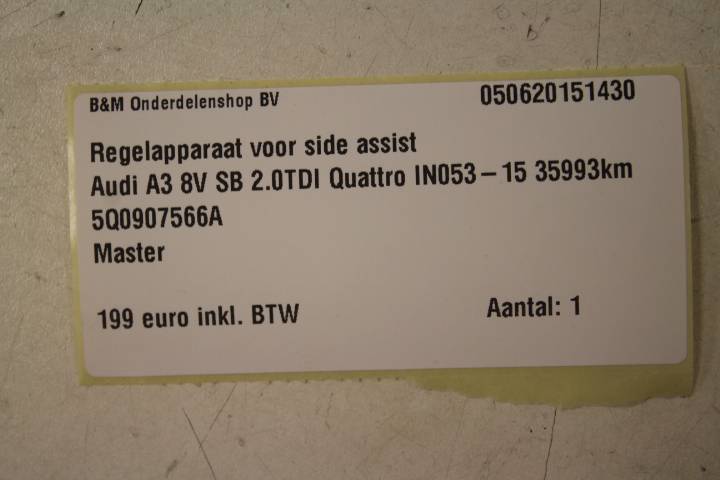 B&M Onderdelenshop BV 050620151430
Regelapparaat voor side assist
Audi A3 8V SB 2.0TDI Quattro IN053 – 15 35993km
5Q0907566A
Master
199 euro inkl. BTW Aantal: 1